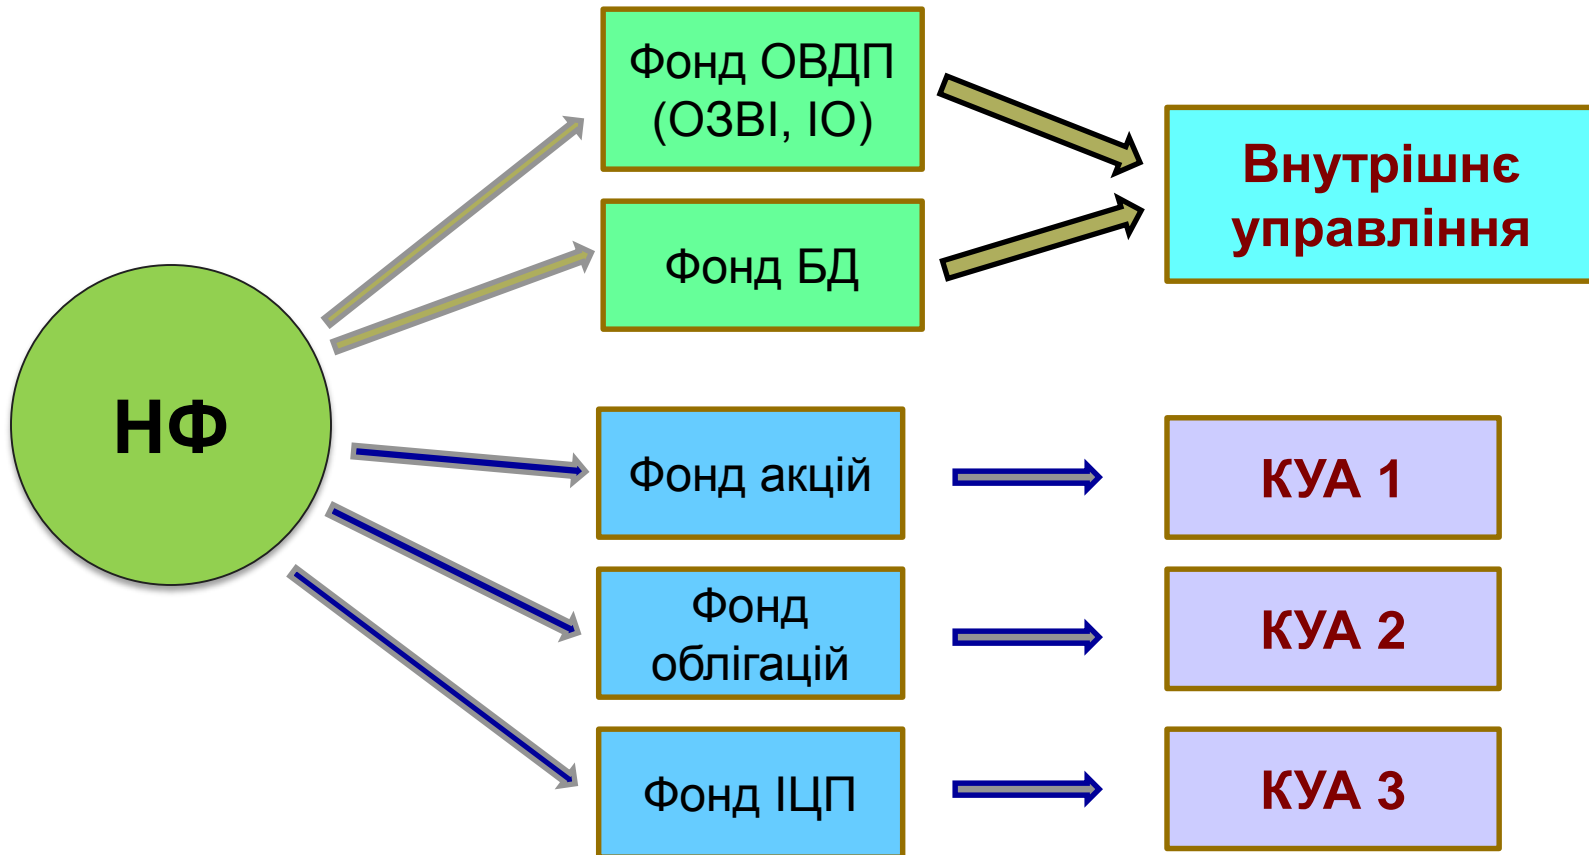 Фонд ОВДП
(ОЗВІ, ІО)
Внутрішнє
управління
Фонд БД
НФ
Фонд акцій
КУА 1
Фонд
облігацій
КУА 2
Фонд ІЦП
КУА 3